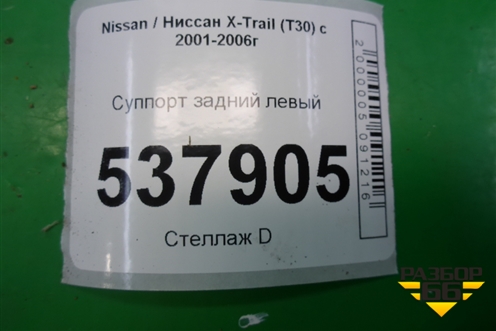 Nissan / Ниссан X-Trail (T30) с
2001-2006г
Суппорт задний левый
537905
Стеллаж D
2000005091216
РАЗБОР
66